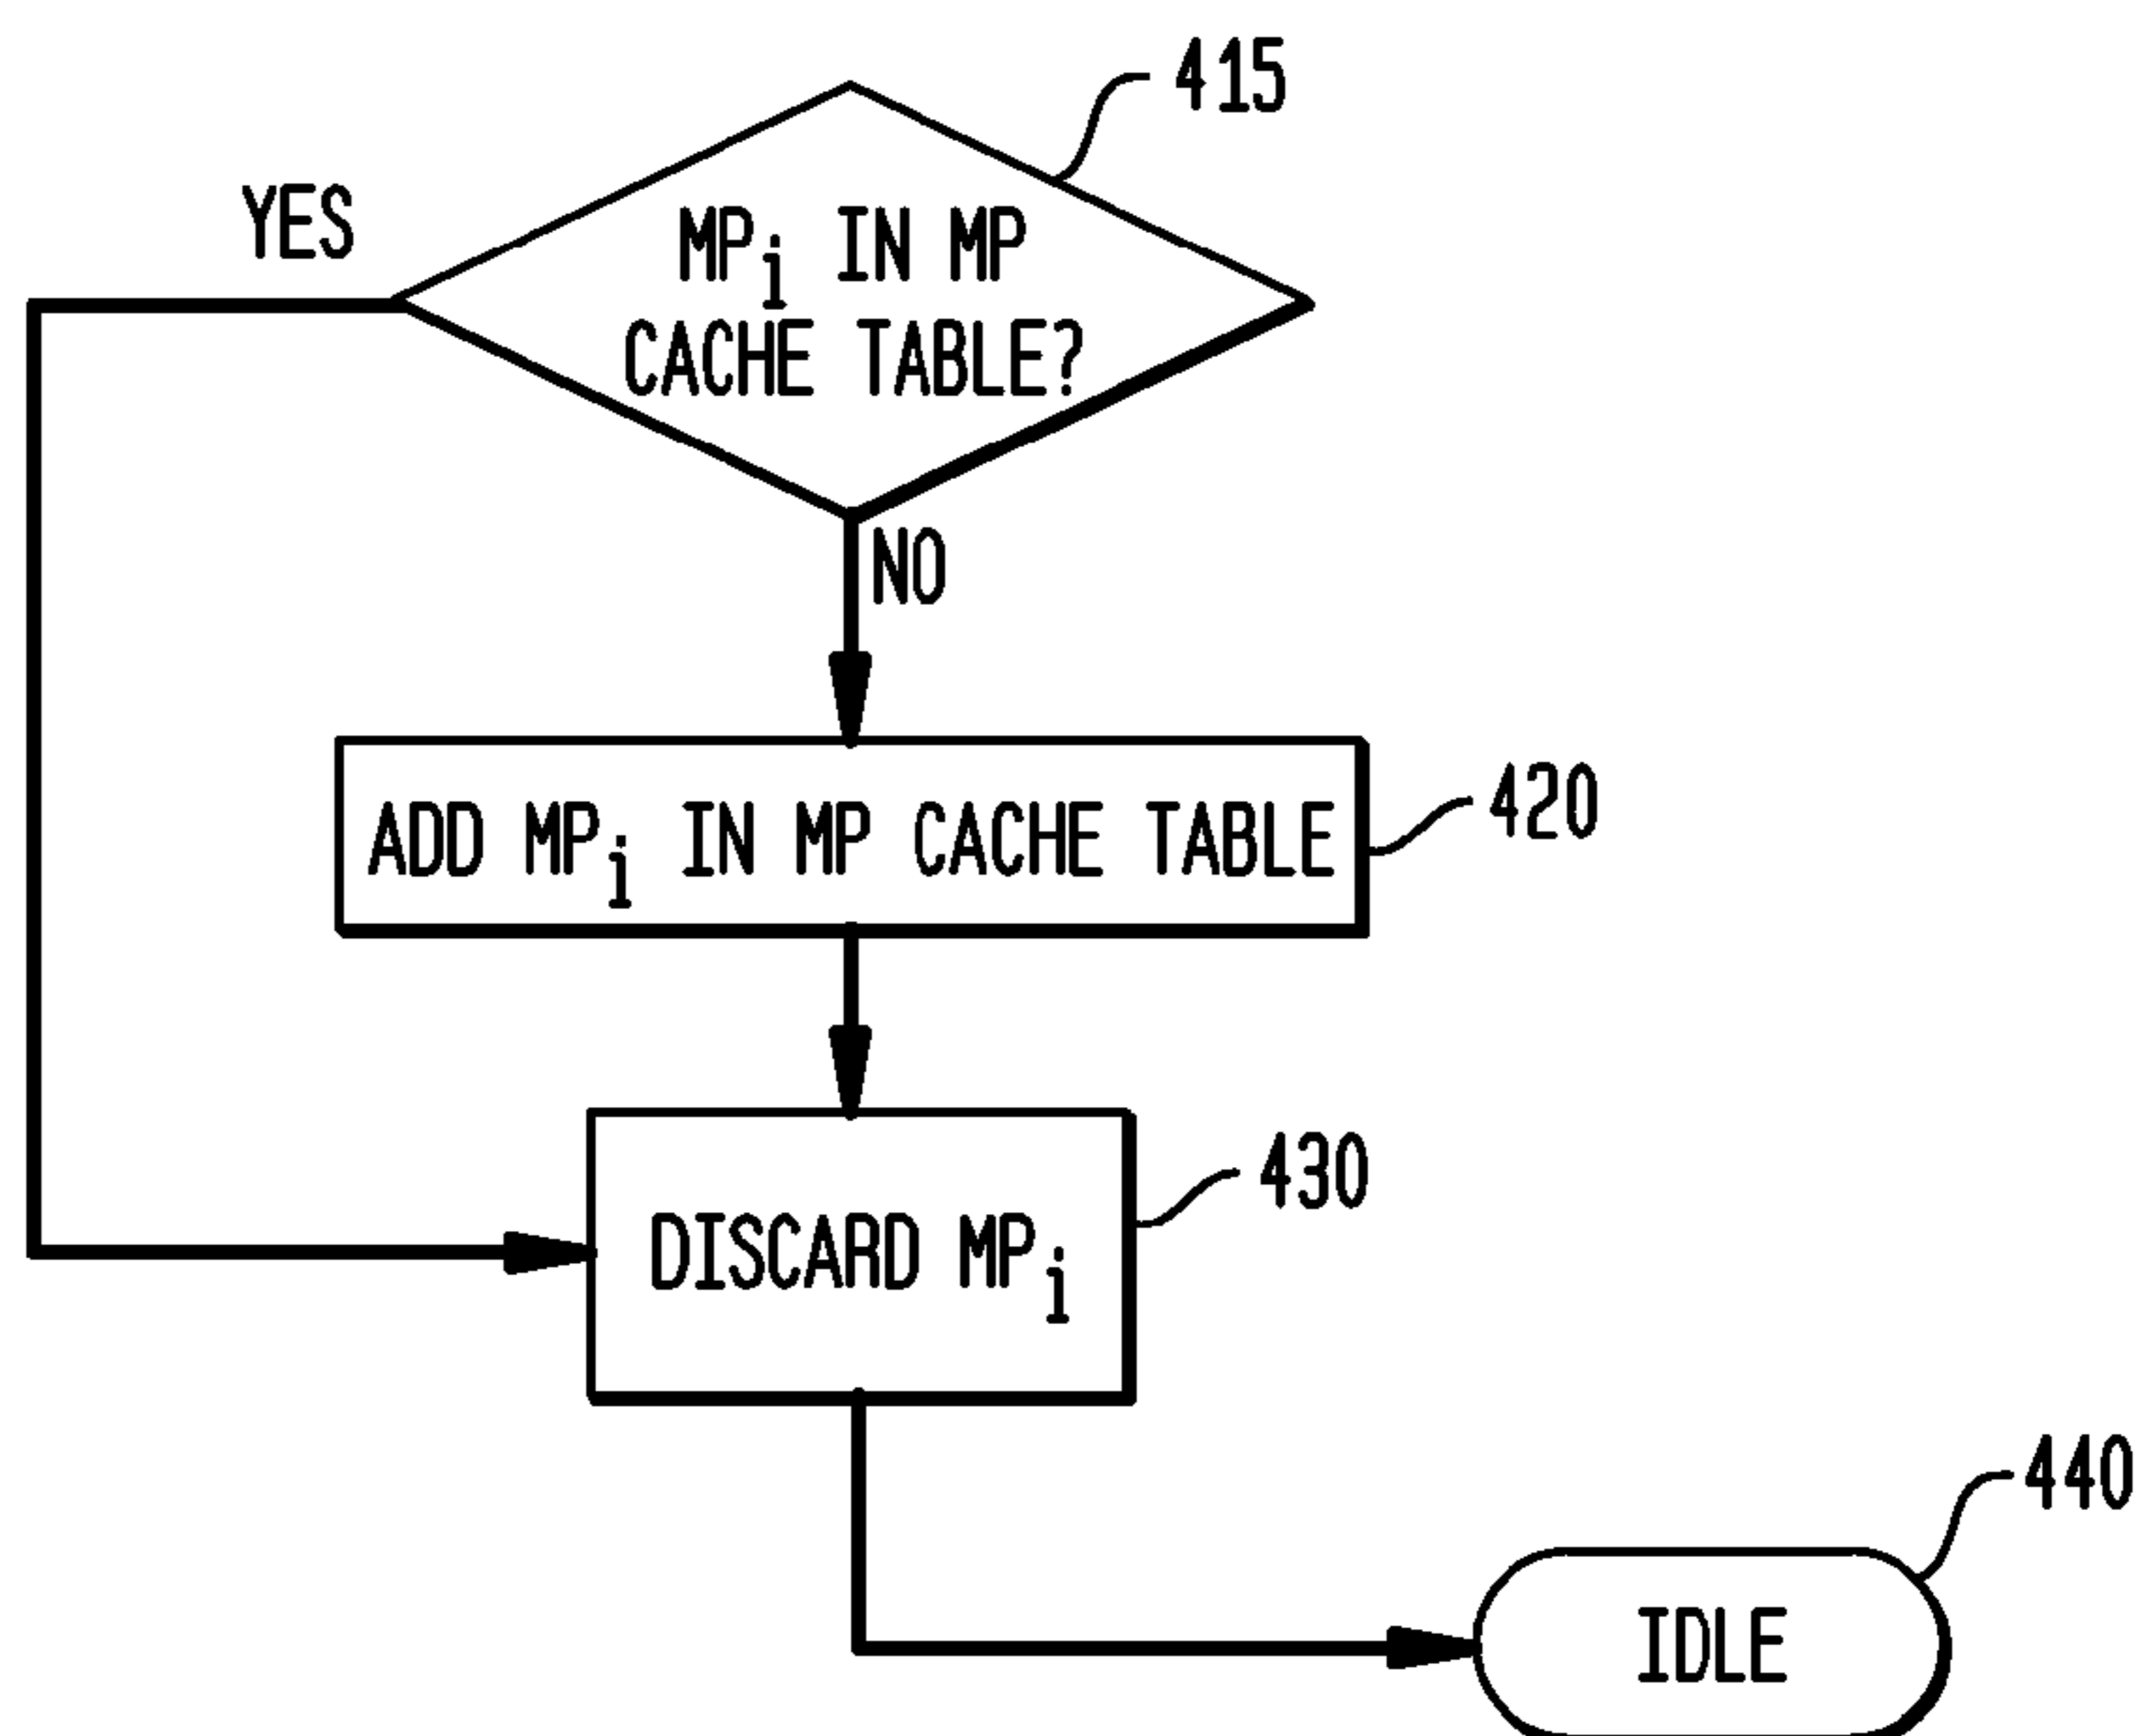 415
YES
MPi IN MP
CACHE TABLE?
NO
ADD MPi IN MP CACHE TABLE
420
430
DISCARD MPi
440
IDLE